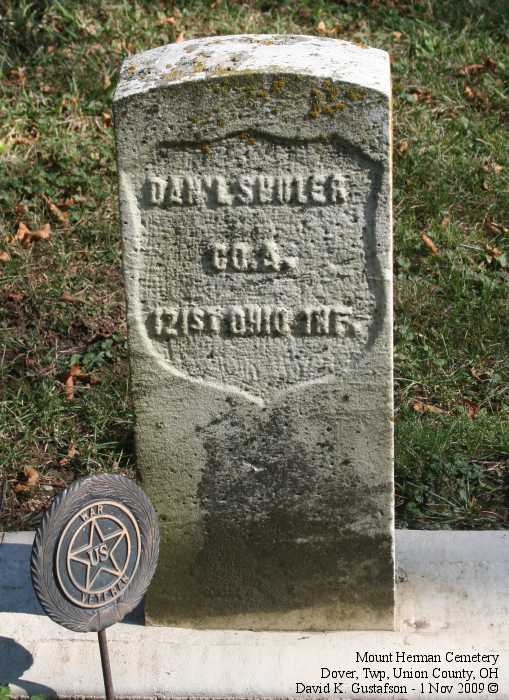 DAN'L SHULER
CO. A.
121ST OHIO INF.
WAR
US
VETERAN
Mount Herman Cemetery
Dover, Twp, Union County, OH
David K. Gustafson - 1 Nov 2009 ©